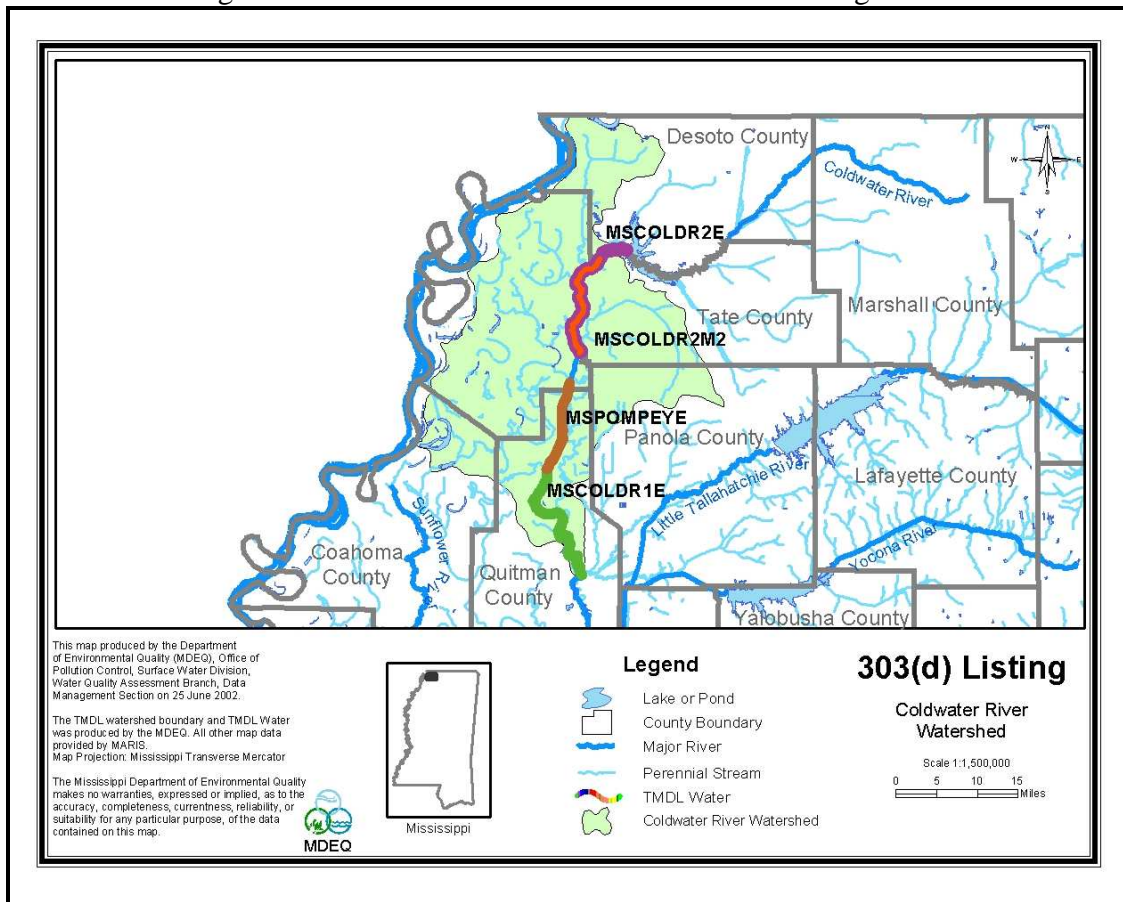 Desoto County
Coldwater River
N
W
E
S
MSCOLDR2E
Marshall County
Tate County
MSCOLDR2M2
MSPOMPEYE
Panola County
Lafayette County
MSCOLDR1E
Little Tallahatchie River
Sunflower River
Yocona River
Coahoma
County
Quitman
County
Yalobusha County
This map produced by the Department
of Environmental Quality (MDEQ), Office of
Pollution Control, Surface Water Division,
Water Quality Assessment Branch, Data
Management Section on 25 June 2002.
The TMDL watershed boundary and TMDL Water
was produced by the MDEQ. All other map data
provided by MARIS.
Map Projection: Mississippi Transverse Mercator
The Mississippi Department of Environmental Quality
makes no warranties, expressed or implied, as to the
accuracy, completeness, currentness, reliability, or
suitability for any particular purpose, of the data
contained on this map.
MDEQ
Mississippi
Legend
Lake or Pond
County Boundary
Major River
Perennial Stream
TMDL Water
Coldwater River Watershed
303(d) Listing
Coldwater River
Watershed
Scale 1:1,500,000
0 5 10 15
Miles